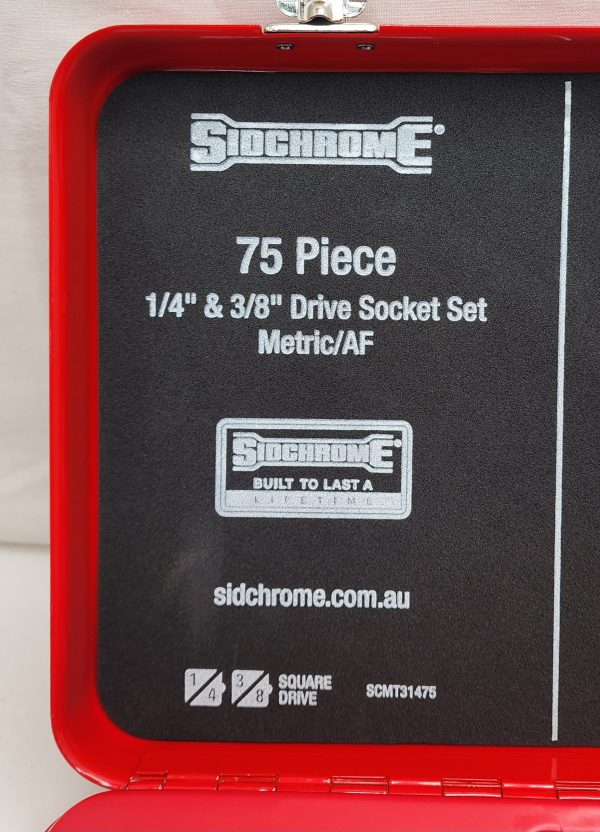 SIDCHROME®
75 Piece
1/4" & 3/8" Drive Socket Set
Metric/AF
SIDCHROME®
BUILT TO LAST A
LIFETIME
sidchrome.com.au
1/4 3/8 SQUARE
DRIVE
SCMT31475